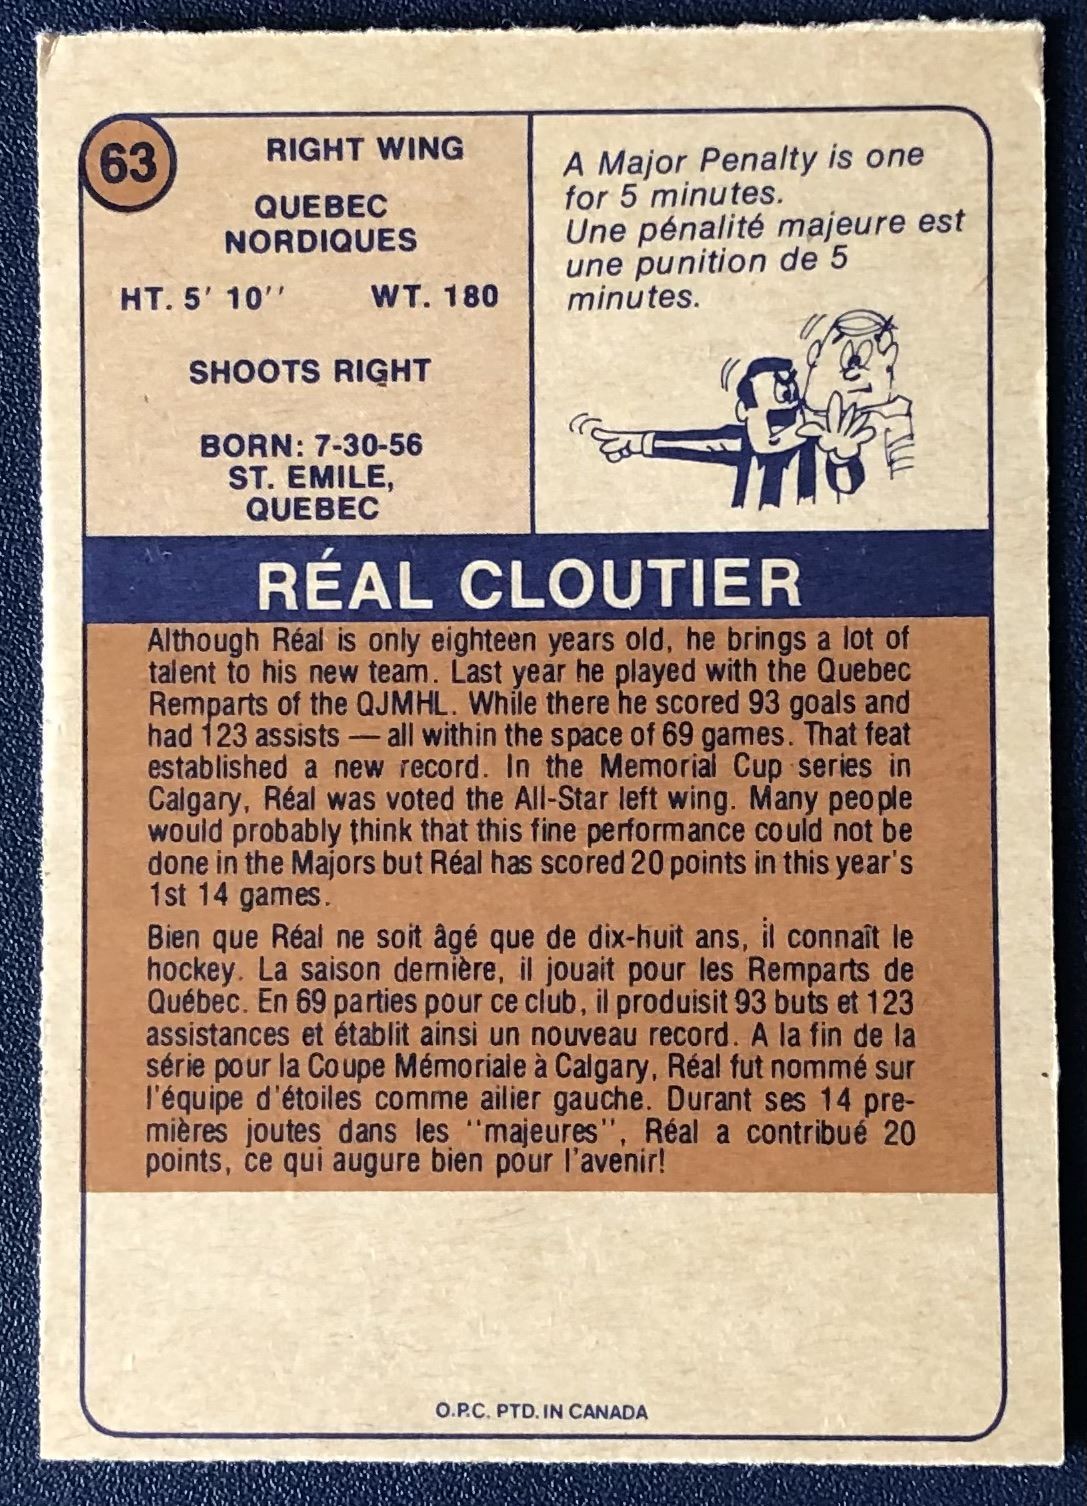 63
RIGHT WING
QUEBEC
NORDIQUES
HT. 5' 10'' WT. 180
SHOOTS RIGHT
BORN: 7-30-56
ST. EMILE,
QUEBEC
A Major Penalty is one
for 5 minutes.
Une pénalité majeure est
une punition de 5
minutes.
RÉAL CLOUTIER
Although Réal is only eighteen years old, he brings a lot of
talent to his new team. Last year he played with the Quebec
Remparts of the QJMHL. While there he scored 93 goals and
had 123 assists — all within the space of 69 games. That feat
established a new record. In the Memorial Cup series in
Calgary, Réal was voted the All-Star left wing. Many people
would probably think that this fine performance could not be
done in the Majors but Réal has scored 20 points in this year's
1st 14 games.
Bien que Réal ne soit âgé que de dix-huit ans, il connaît le
hockey. La saison dernière, il jouait pour les Remparts de
Québec. En 69 parties pour ce club, il produisit 93 buts et 123
assistances et établit ainsi un nouveau record. A la fin de la
série pour la Coupe Mémoriale à Calgary, Réal fut nommé sur
l'équipe d'étoiles comme ailier gauche. Durant ses 14 pre-
mières joutes dans les ''majeures'', Réal a contribué 20
points, ce qui augure bien pour l'avenir!
O.P.C. PTD. IN CANADA